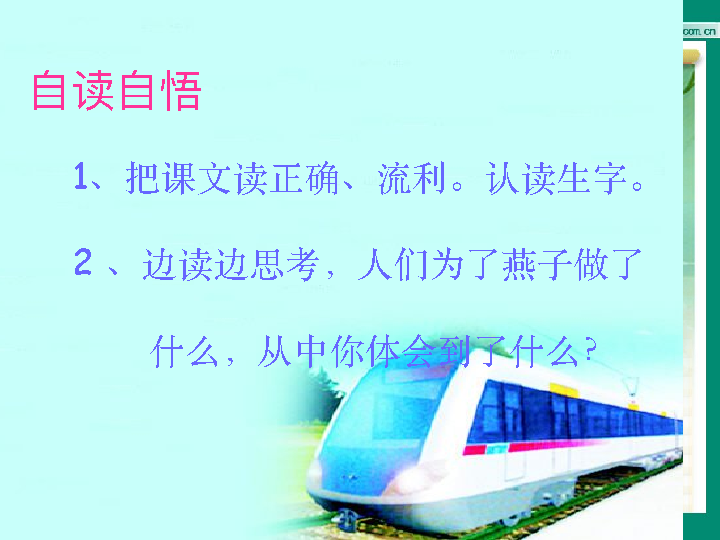 .com.cn
自读自悟
1、把课文读正确、流利。认读生字。
2 、边读边思考，人们为了燕子做了
什么，从中你体会到了什么?